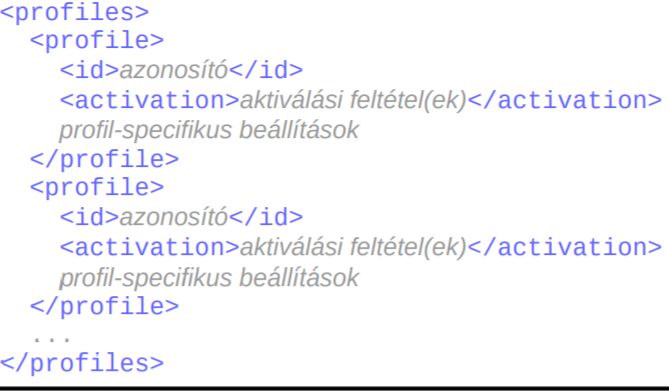 <profiles>
<profile>
<id>azonosító</id>
<activation>aktiválási feltétel(ek)</activation>
profil-specifikus beállítások
</profile>
<profile>
<id>azonosító</id>
<activation>aktiválási feltétel(ek)</activation>
profil-specifikus beállítások
</profile>
...
</profiles>